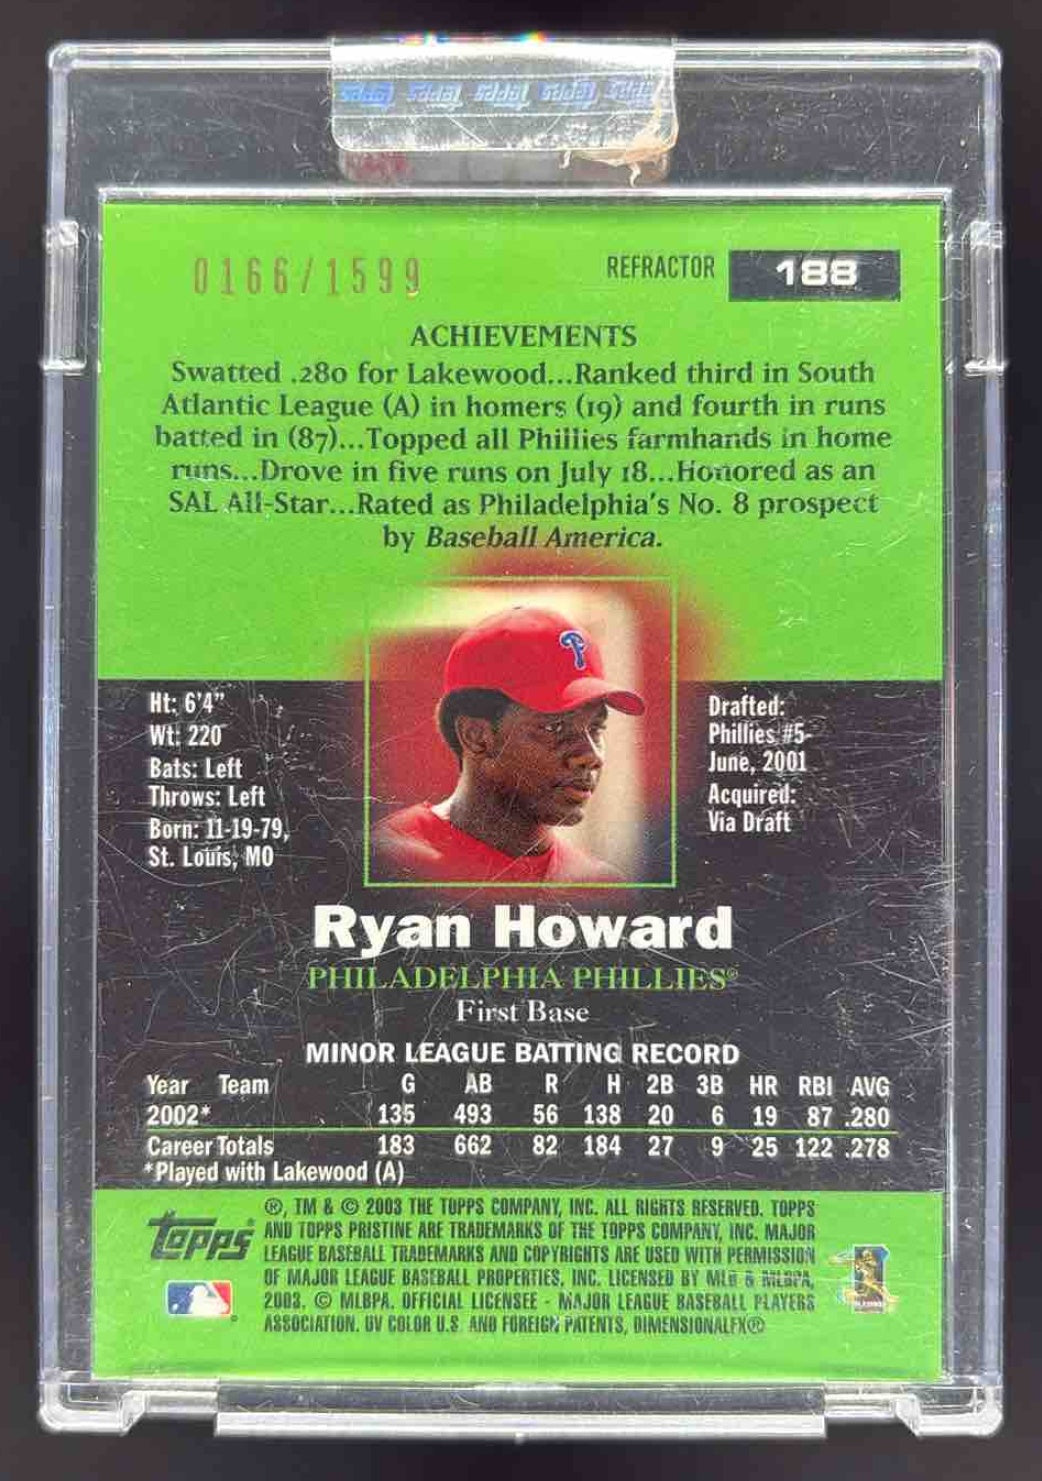 Topps Topps Topps Topps
0166/1599
REFRACTOR 188
ACHIEVEMENTS
Swatted .280 for Lakewood...Ranked third in South
Atlantic League (A) in homers (19) and fourth in runs
batted in (87)...Topped all Phillies farmhands in home
runs...Drove in five runs on July 18...Honored as an
SAL All-Star...Rated as Philadelphia's No. 8 prospect
by Baseball America.
P
Ht: 6'4"
Wt: 220
Bats: Left
Throws: Left
Born: 11-19-79,
St. Louis, MO
Drafted:
Phillies #5-
June, 2001
Acquired:
Via Draft
Ryan Howard
PHILADELPHIA PHILLIES®
First Base
MINOR LEAGUE BATTING RECORD
Year Team G AB R H 2B 3B HR RBI AVG
2002* 135 493 56 138 20 6 19 87 .280
Career Totals 183 662 82 184 27 9 25 122 .278
*Played with Lakewood (A)
Topps®
®, TM & © 2003 THE TOPPS COMPANY, INC. ALL RIGHTS RESERVED. TOPPS
AND TOPPS PRISTINE ARE TRADEMARKS OF THE TOPPS COMPANY, INC. MAJOR
LEAGUE BASEBALL TRADEMARKS AND COPYRIGHTS ARE USED WITH PERMISSION
OF MAJOR LEAGUE BASEBALL PROPERTIES, INC. LICENSED BY MLB & MLBPA,
2003. © MLBPA. OFFICIAL LICENSEE - MAJOR LEAGUE BASEBALL PLAYERS
ASSOCIATION. UV COLOR U.S. AND FOREIGN PATENTS, DIMENSIONALFX®